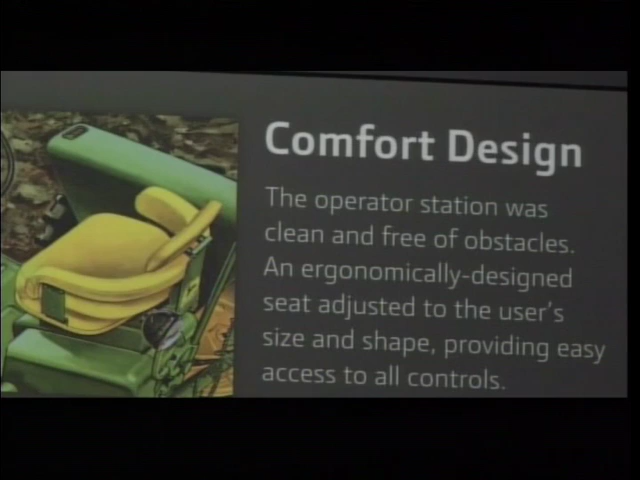 Comfort Design
The operator station was
clean and free of obstacles.
An ergonomically-designed
seat adjusted to the user's
size and shape, providing easy
access to all controls.